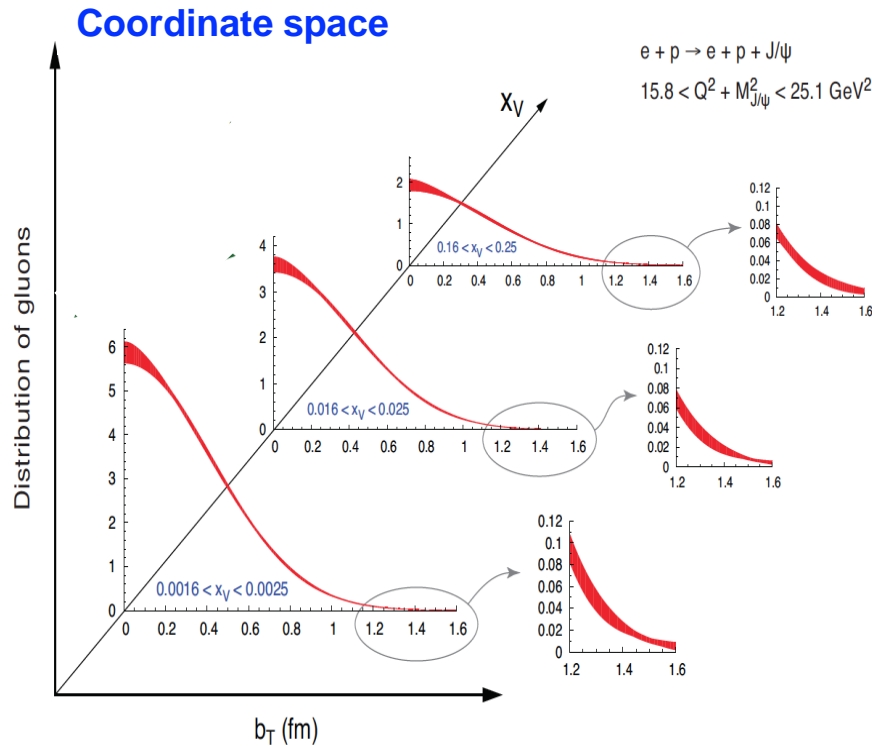 Coordinate space
e + p → e + p + J/ψ
15.8 < Q² + M²_J/ψ < 25.1 GeV²
x_V
Distribution of gluons
2
1
0
0 0.2 0.4 0.6 0.8 1 1.2 1.4 1.6
0.16 < x_V < 0.25
0.12
0.1
0.08
0.06
0.04
0.02
0
1.2 1.4 1.6
4
3
2
1
0
0 0.2 0.4 0.6 0.8 1 1.2 1.4 1.6
0.016 < x_V < 0.025
0.12
0.1
0.08
0.06
0.04
0.02
0
1.2 1.4 1.6
6
5
4
3
2
1
0
0 0.2 0.4 0.6 0.8 1 1.2 1.4 1.6
0.0016 < x_V < 0.0025
0.12
0.1
0.08
0.06
0.04
0.02
0
1.2 1.4 1.6
b_T (fm)